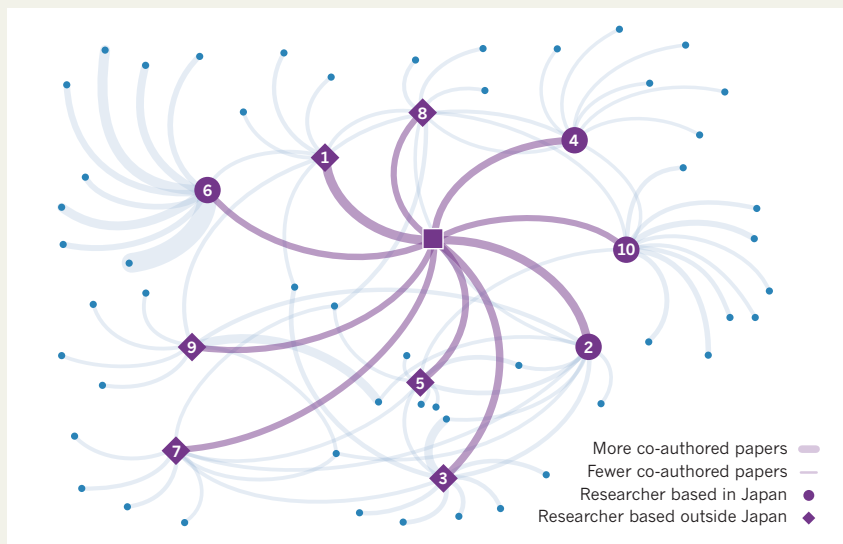 8
4
1
6
10
9
2
5
7
3
More co-authored papers
Fewer co-authored papers
Researcher based in Japan
Researcher based outside Japan